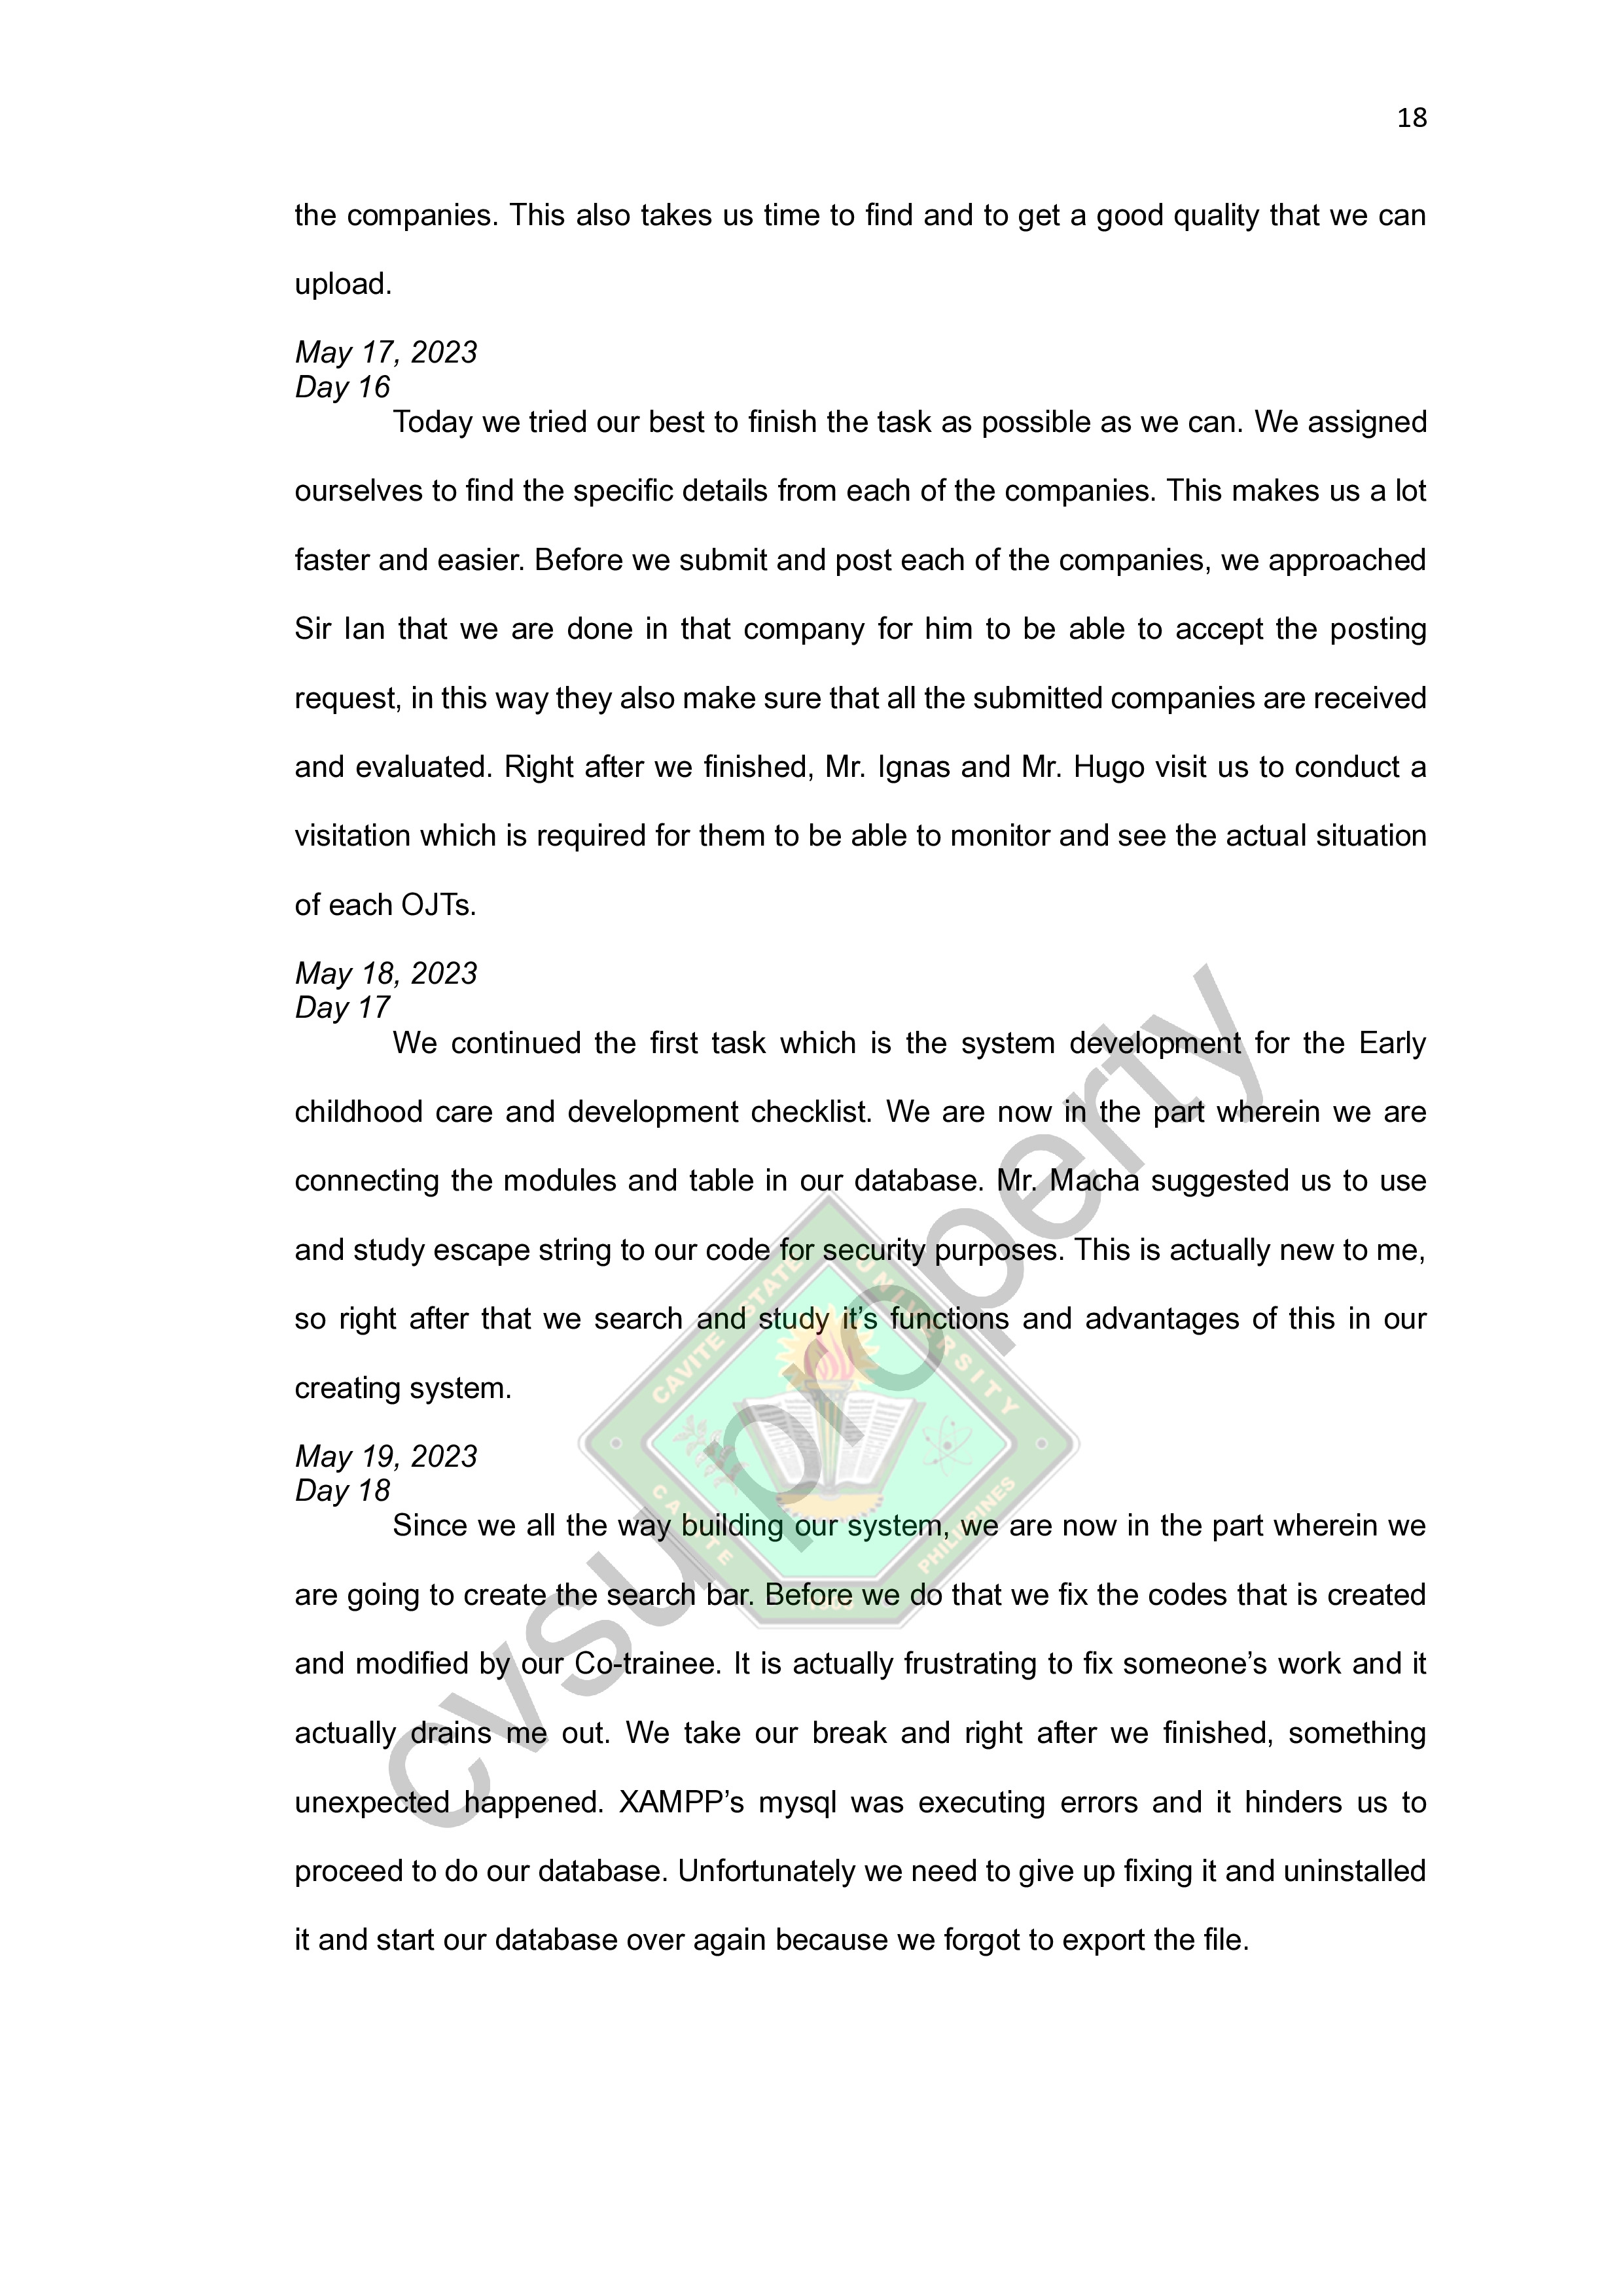 18
the companies. This also takes us time to find and to get a good quality that we can
upload.
May 17, 2023
Day 16
Today we tried our best to finish the task as possible as we can. We assigned
ourselves to find the specific details from each of the companies. This makes us a lot
faster and easier. Before we submit and post each of the companies, we approached
Sir Ian that we are done in that company for him to be able to accept the posting
request, in this way they also make sure that all the submitted companies are received
and evaluated. Right after we finished, Mr. Ignas and Mr. Hugo visit us to conduct a
visitation which is required for them to be able to monitor and see the actual situation
of each OJTs.
May 18, 2023
Day 17
We continued the first task which is the system development for the Early
childhood care and development checklist. We are now in the part wherein we are
connecting the modules and table in our database. Mr. Macha suggested us to use
and study escape string to our code for security purposes. This is actually new to me,
so right after that we search and study it’s functions and advantages of this in our
creating system.
May 19, 2023
Day 18
Since we all the way building our system, we are now in the part wherein we
are going to create the search bar. Before we do that we fix the codes that is created
and modified by our Co-trainee. It is actually frustrating to fix someone’s work and it
actually drains me out. We take our break and right after we finished, something
unexpected happened. XAMPP’s mysql was executing errors and it hinders us to
proceed to do our database. Unfortunately we need to give up fixing it and uninstalled
it and start our database over again because we forgot to export the file.
cvsu property
CAVITE STATE UNIVERSITY
CAVITE PHILIPPINES